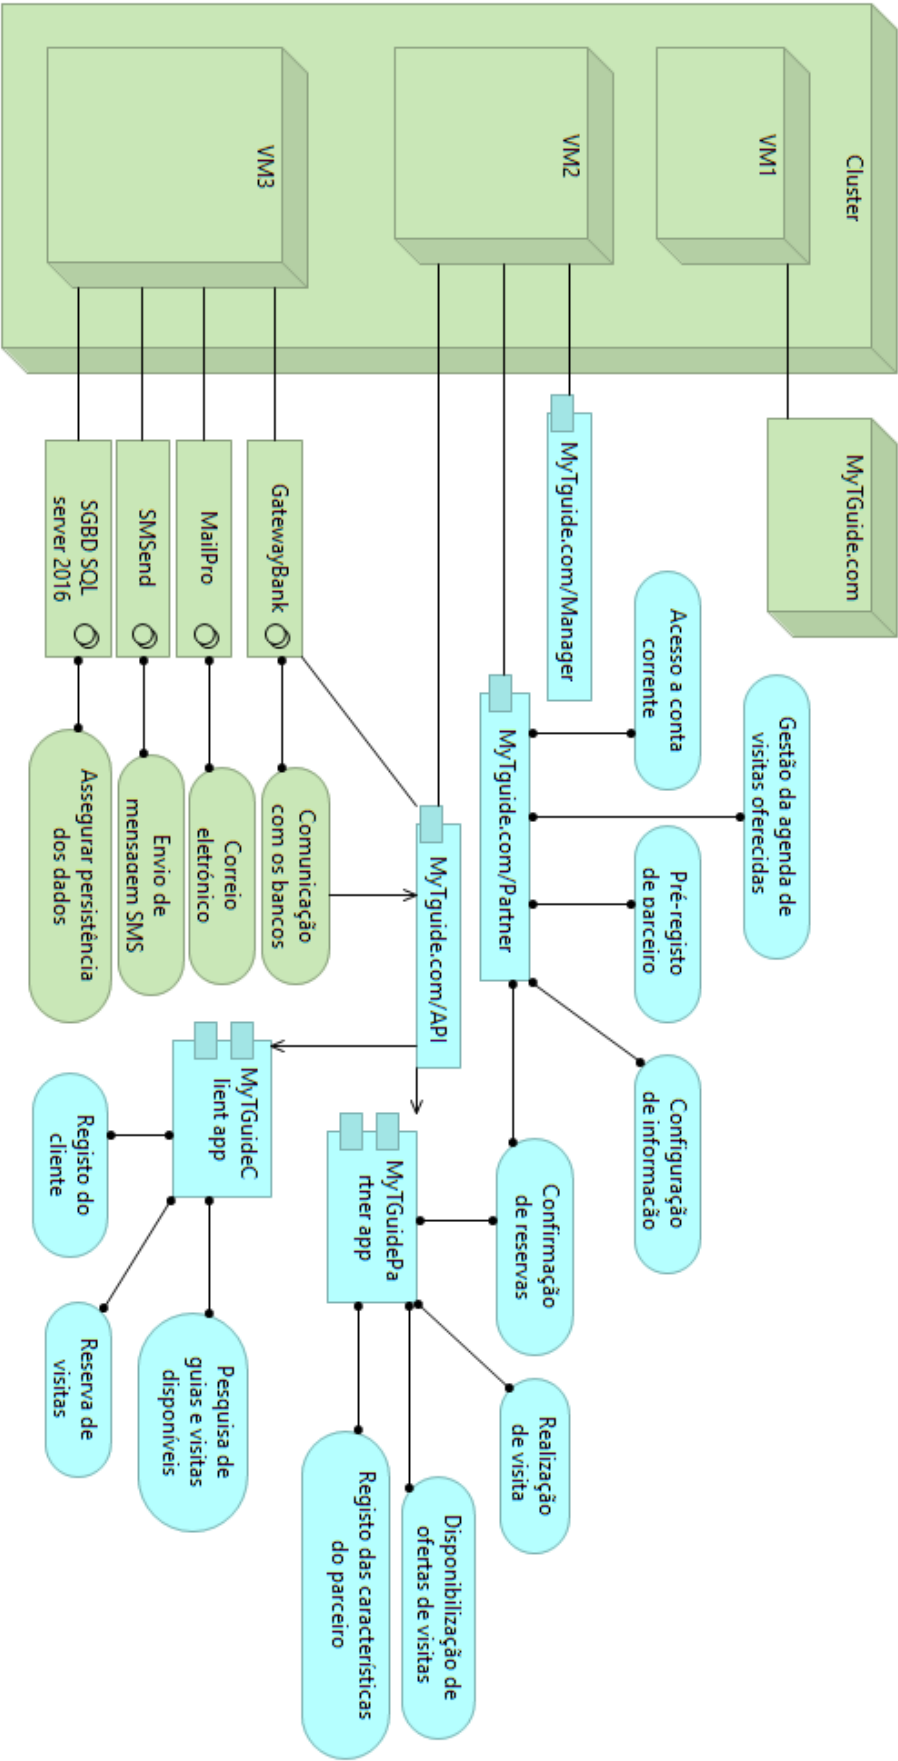 Cluster
VM1
VM2
VM3
MyTGuide.com
MyTguide.com/Manager
GatewayBank
MailPro
SMSend
SGBD SQL
server 2016
Gestão da agenda de
visitas oferecidas
Acesso a conta
corrente
Pré-registo
de parceiro
Configuração
de informação
MyTguide.com/Partner
MyTguide.com/API
Comunicação
com os bancos
Correio
eletrónico
Envio de
mensagem SMS
Assegurar persistência
dos dados
Confirmação
de reservas
MyTGuidePa
rtner app
MyTGuideC
lient app
Registo do
cliente
Reserva de
visitas
Pesquisa de
guias e visitas
disponíveis
Realização
de visita
Disponibilização de
ofertas de visitas
Registo das características
do parceiro